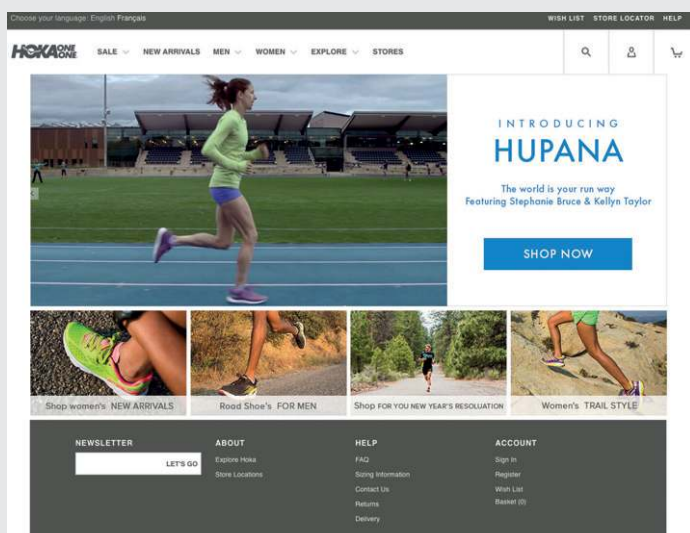 Choose your language: English Français
WISH LIST STORE LOCATOR HELP
HOKA ONE ONE
SALE NEW ARRIVALS MEN WOMEN EXPLORE STORES
INTRODUCING
HUPANA
The world is your run way
Featuring Stephanie Bruce & Kellyn Taylor
SHOP NOW
Shop women's NEW ARRIVALS
Road Shoe's FOR MEN
Shop FOR YOU NEW YEAR'S RESOLUATION
Women's TRAIL STYLE
NEWSLETTER
LET'S GO
ABOUT
Explore Hoka
Store Locations
HELP
FAQ
Sizing Information
Contact Us
Returns
Delivery
ACCOUNT
Sign In
Register
Wish List
Basket (0)